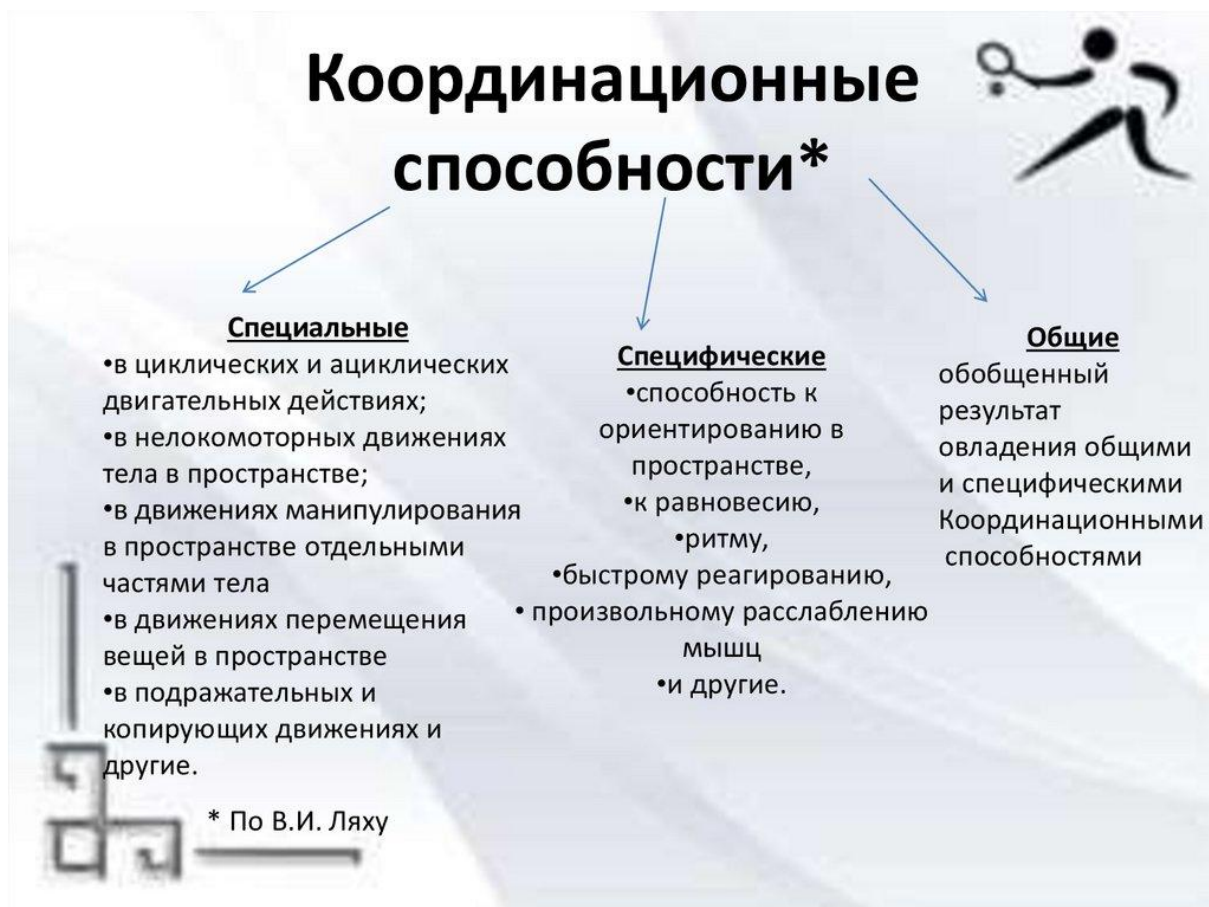 Координационные
способности*
Специальные
•в циклических и ациклических
двигательных действиях;
•в нелокомоторных движениях
тела в пространстве;
•в движениях манипулирования
в пространстве отдельными
частями тела
•в движениях перемещения
вещей в пространстве
•в подражательных и
копирующих движениях и
другие.
Специфические
•способность к
ориентированию в
пространстве,
•к равновесию,
•ритму,
•быстрому реагированию,
• произвольному расслаблению
мышц
•и другие.
Общие
обобщенный
результат
овладения общими
и специфическими
Координационными
способностями
* По В.И. Ляху